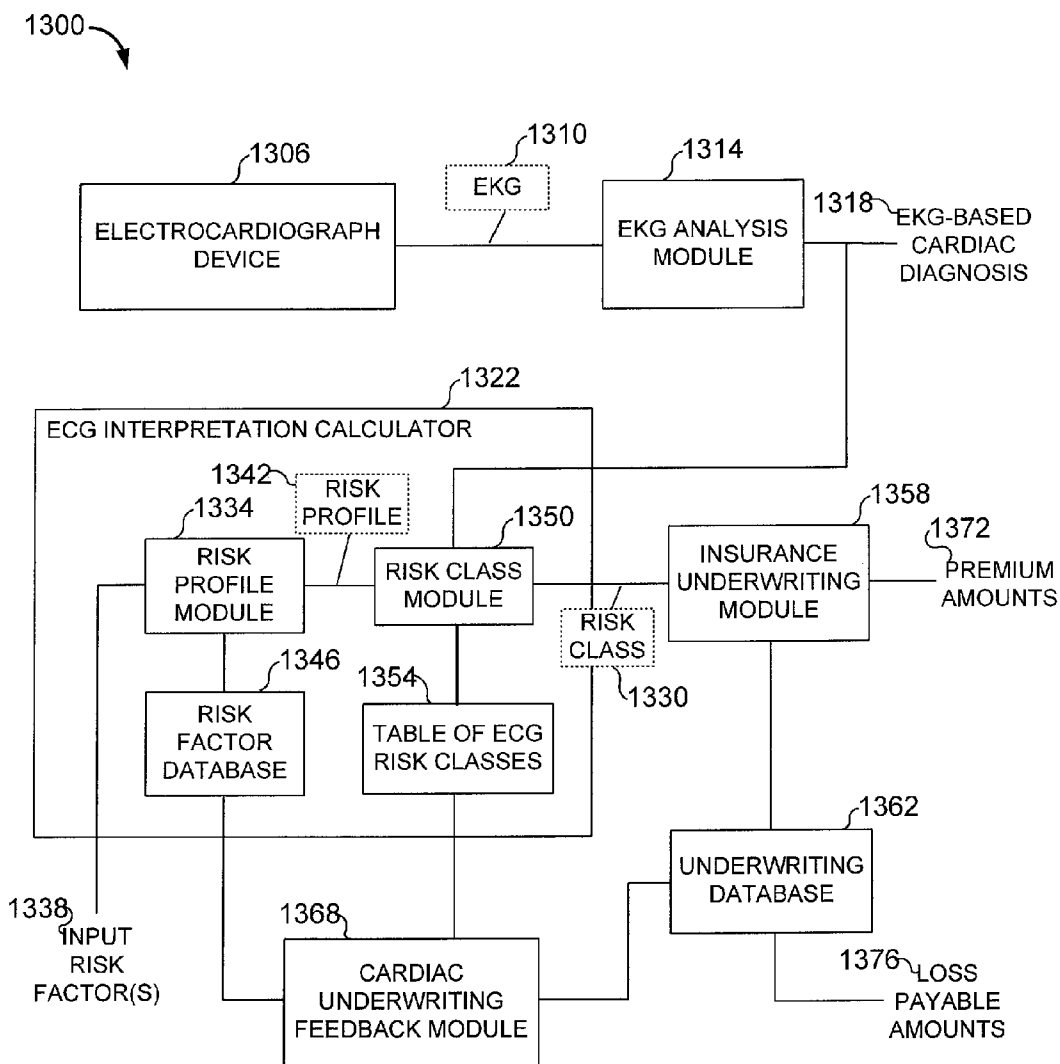 1300
1310
1306
1314
EKG
1318
ELECTROCARDIOGRAPH
DEVICE
EKG ANALYSIS
MODULE
EKG-BASED
CARDIAC
DIAGNOSIS
1322
ECG INTERPRETATION CALCULATOR
1342
RISK
PROFILE
1334
1350
1358
1372
RISK
PROFILE
MODULE
RISK CLASS
MODULE
INSURANCE
UNDERWRITING
MODULE
PREMIUM
AMOUNTS
RISK
CLASS
1346
1354
1330
RISK
FACTOR
DATABASE
TABLE OF ECG
RISK CLASSES
1362
UNDERWRITING
DATABASE
1338
INPUT
RISK
FACTOR(S)
1368
CARDIAC
UNDERWRITING
FEEDBACK MODULE
1376
LOSS
PAYABLE
AMOUNTS